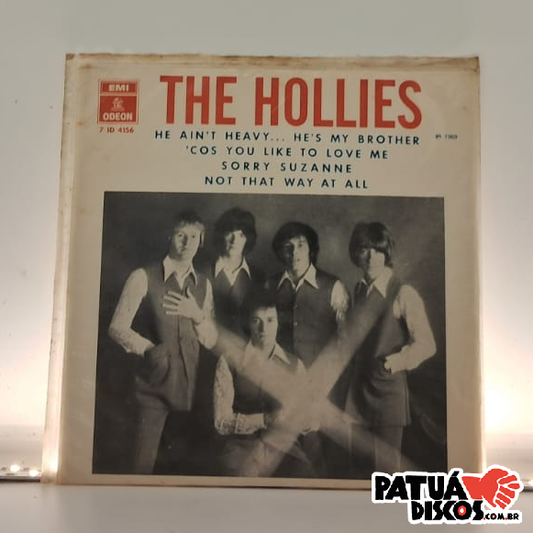 EMI
ODEON
7-ID 4156
THE HOLLIES
HE AIN'T HEAVY... HE'S MY BROTHER
℗ 1969
'COS YOU LIKE TO LOVE ME
SORRY SUZANNE
NOT THAT WAY AT ALL
PATUÁ
DISCOS.COM.BR